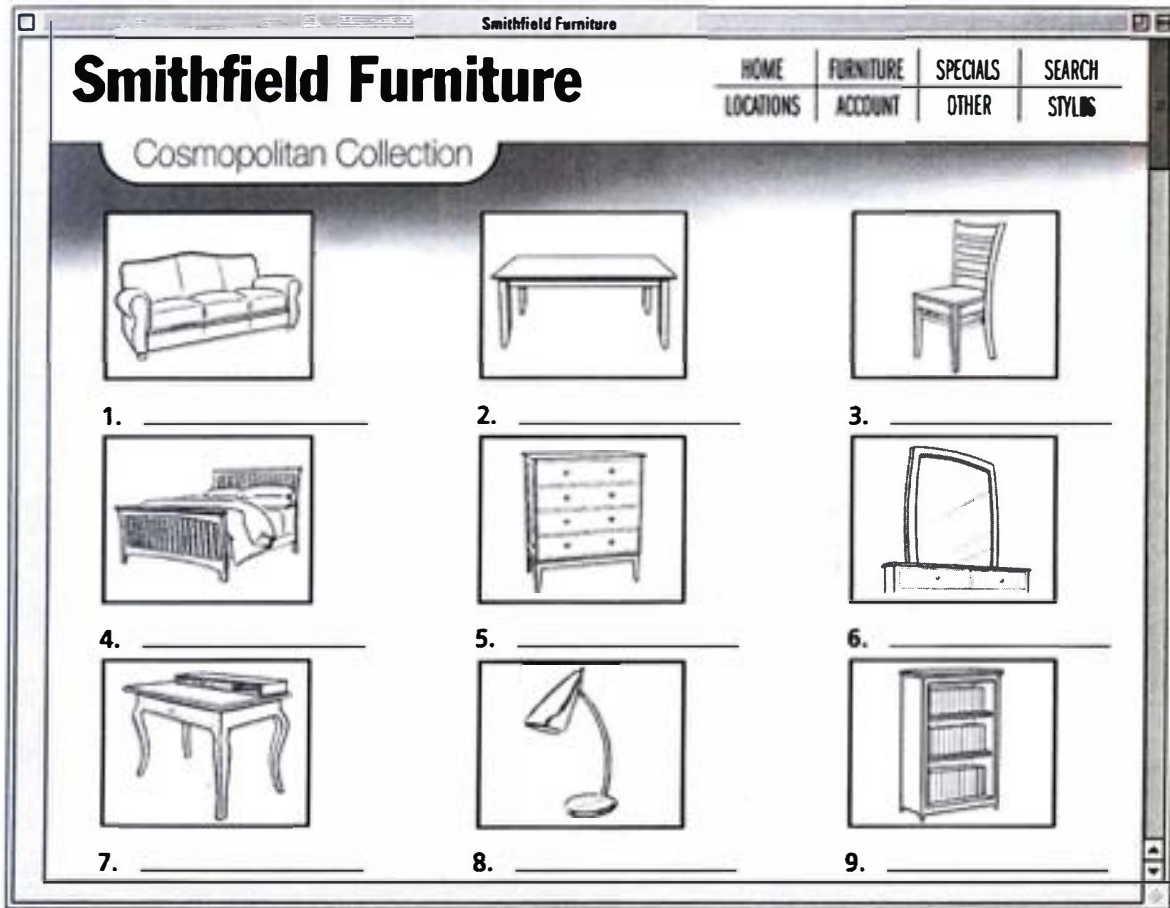 Smithfield Furniture
Smithfield Furniture
HOME FURNITURE SPECIALS SEARCH
LOCATIONS ACCOUNT OTHER STYLES
Cosmopolitan Collection
1. 2. 3.
4. 5. 6.
7. 8. 9.